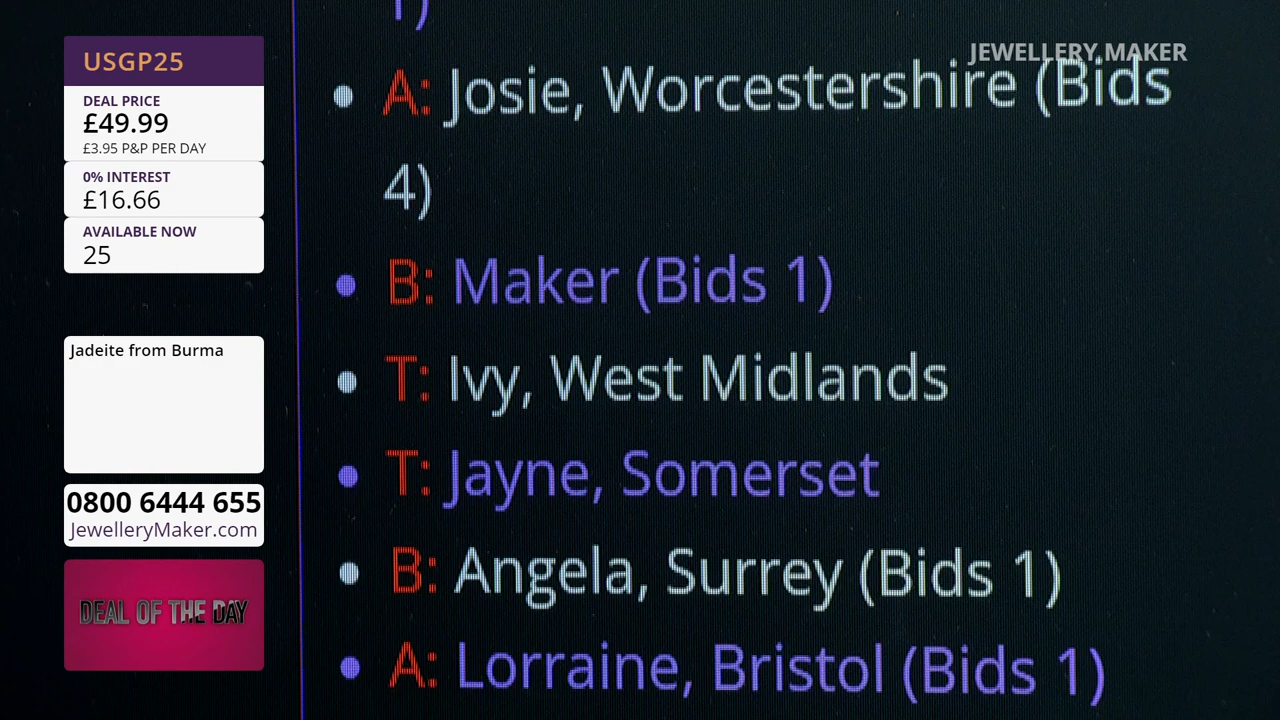 USGP25
DEAL PRICE
£49.99
£3.95 P&P PER DAY
0% INTEREST
£16.66
AVAILABLE NOW
25
Jadeite from Burma
0800 6444 655
JewelleryMaker.com
DEAL OF THE DAY
JEWELLERY MAKER
1)
• A: Josie, Worcestershire (Bids
4)
• B: Maker (Bids 1)
• T: Ivy, West Midlands
• T: Jayne, Somerset
• B: Angela, Surrey (Bids 1)
• A: Lorraine, Bristol (Bids 1)